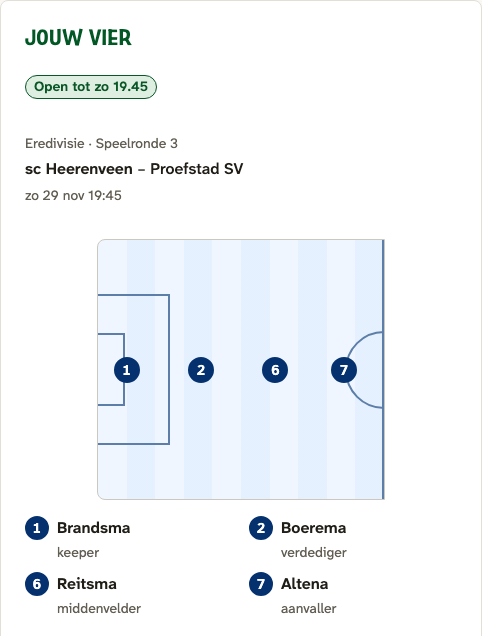 JOUW VIER
Open tot zo 19.45
Eredivisie · Speelronde 3
sc Heerenveen – Proefstad SV
zo 29 nov 19:45
1 2 6 7
1 Brandsma
keeper
2 Boerema
verdediger
6 Reitsma
middenvelder
7 Altena
aanvaller